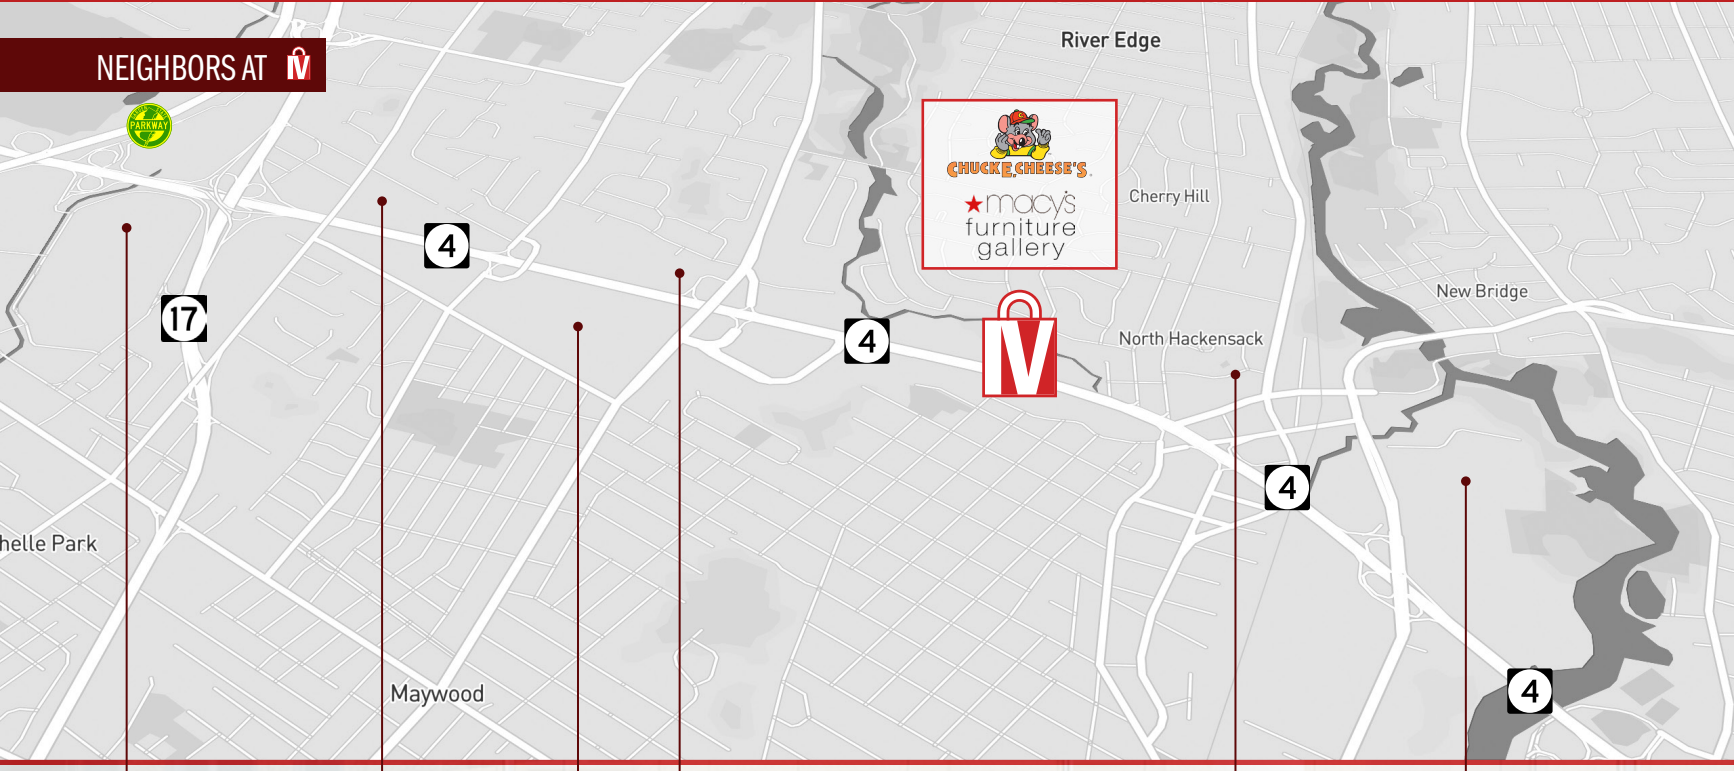 NEIGHBORS AT V
River Edge
PARKWAY
CHUCK E. CHEESE'S
Cherry Hill
macy's
furniture
gallery
4
17
New Bridge
4
North Hackensack
V
4
helle Park
Maywood
4